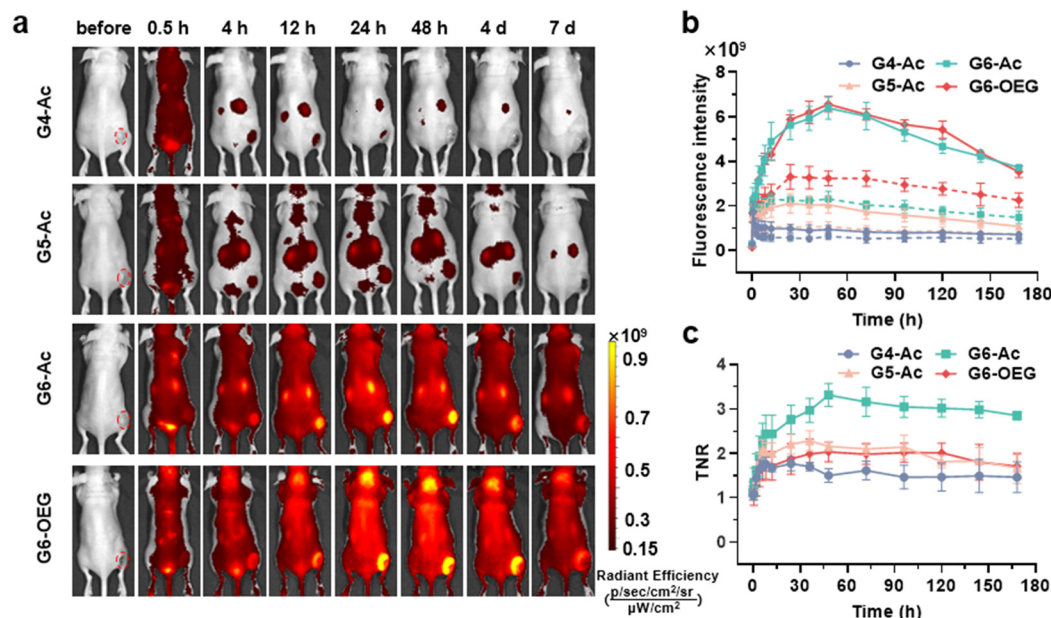 a
before 0.5 h 4 h 12 h 24 h 48 h 4 d 7 d
G4-Ac
G5-Ac
G6-Ac
G6-OEG
×10⁹
0.9
0.7
0.5
0.3
0.15
Radiant Efficiency
(p/sec/cm²/sr / µW/cm²)
b
×10⁹
G4-Ac G6-Ac
G5-Ac G6-OEG
Fluorescence intensity
8
6
4
2
0
0 30 60 90 120 150 180
Time (h)
c
G4-Ac G6-Ac
G5-Ac G6-OEG
TNR
4
3
2
1
0
0 30 60 90 120 150 180
Time (h)